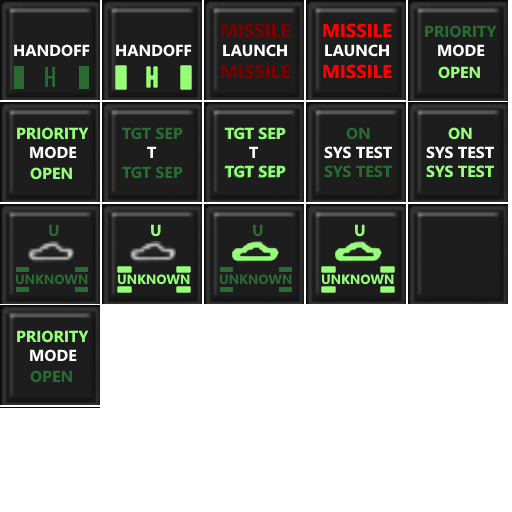 HANDOFF
H
HANDOFF
H
MISSILE
LAUNCH
MISSILE
MISSILE
LAUNCH
MISSILE
PRIORITY
MODE
OPEN
PRIORITY
MODE
OPEN
TGT SEP
T
TGT SEP
TGT SEP
T
TGT SEP
ON
SYS TEST
SYS TEST
ON
SYS TEST
SYS TEST
U
UNKNOWN
U
UNKNOWN
U
UNKNOWN
U
UNKNOWN
PRIORITY
MODE
OPEN